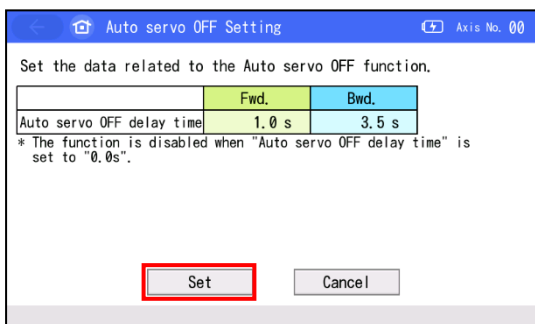 Auto servo OFF Setting Axis No. 00
Set the data related to the Auto servo OFF function.
Fwd. Bwd.
Auto servo OFF delay time 1.0 s 3.5 s
* The function is disabled when "Auto servo OFF delay time" is
set to "0.0s".
Set Cancel